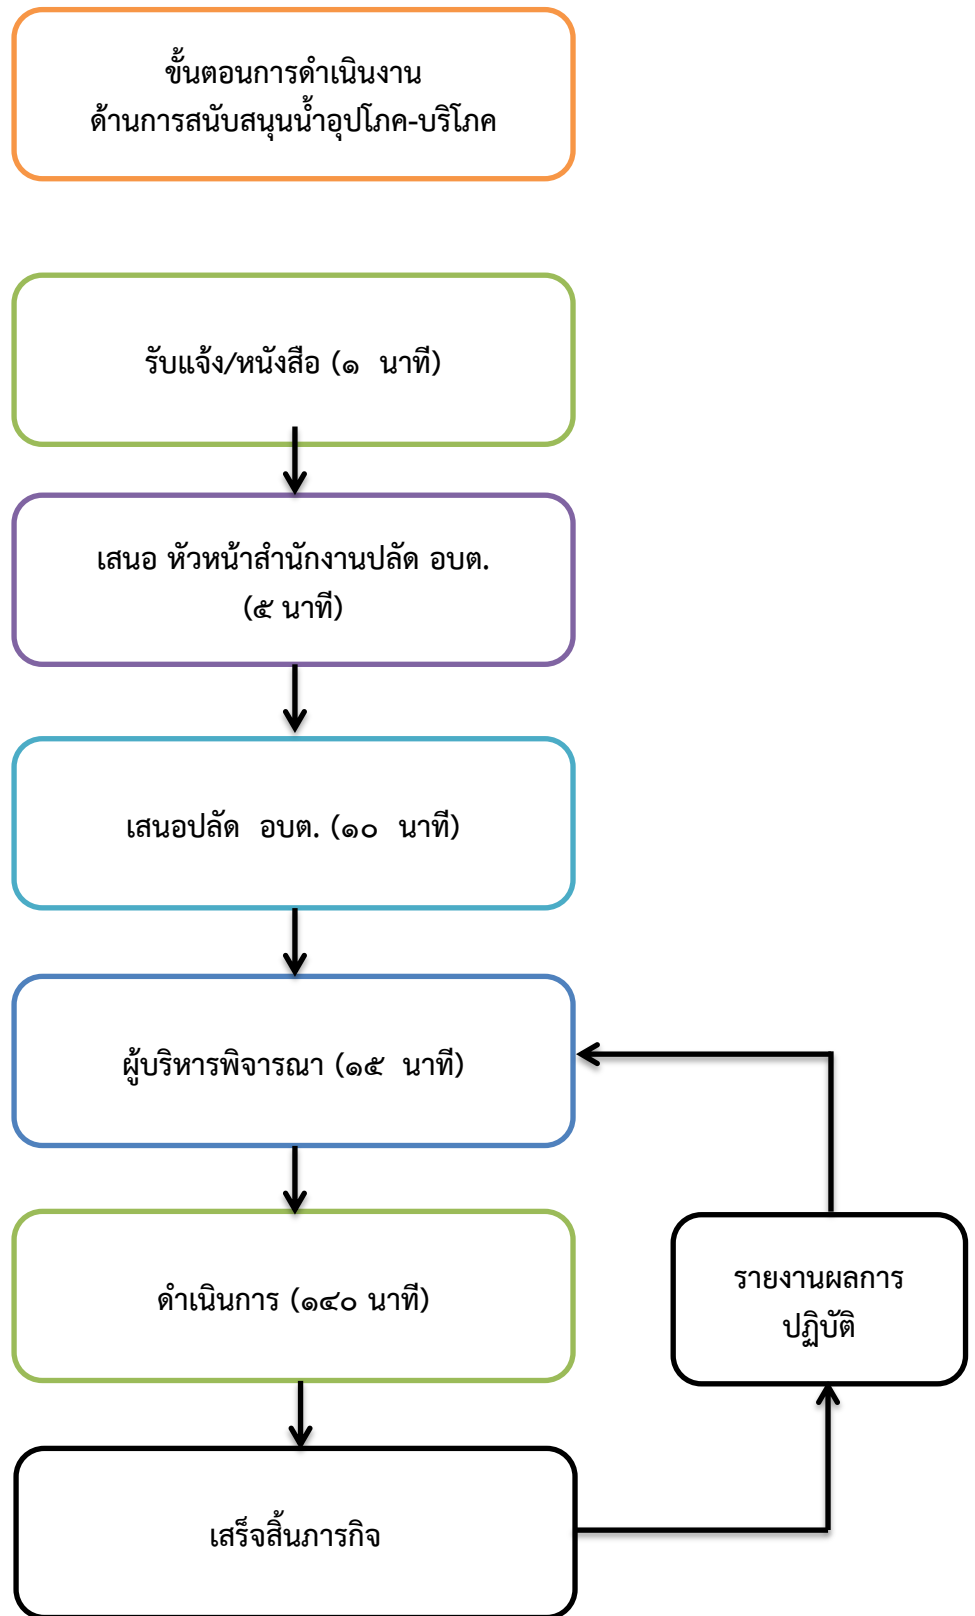 ขั้นตอนการดำเนินงาน
ด้านการสนับสนุนน้ำอุปโภค-บริโภค
รับแจ้ง/หนังสือ (๑ นาที)
เสนอ หัวหน้าสำนักงานปลัด อบต.
(๕ นาที)
เสนอปลัด อบต. (๑๐ นาที)
ผู้บริหารพิจารณา (๑๕ นาที)
ดำเนินการ (๑๔๐ นาที)
รายงานผลการ
ปฏิบัติ
เสร็จสิ้นภารกิจ